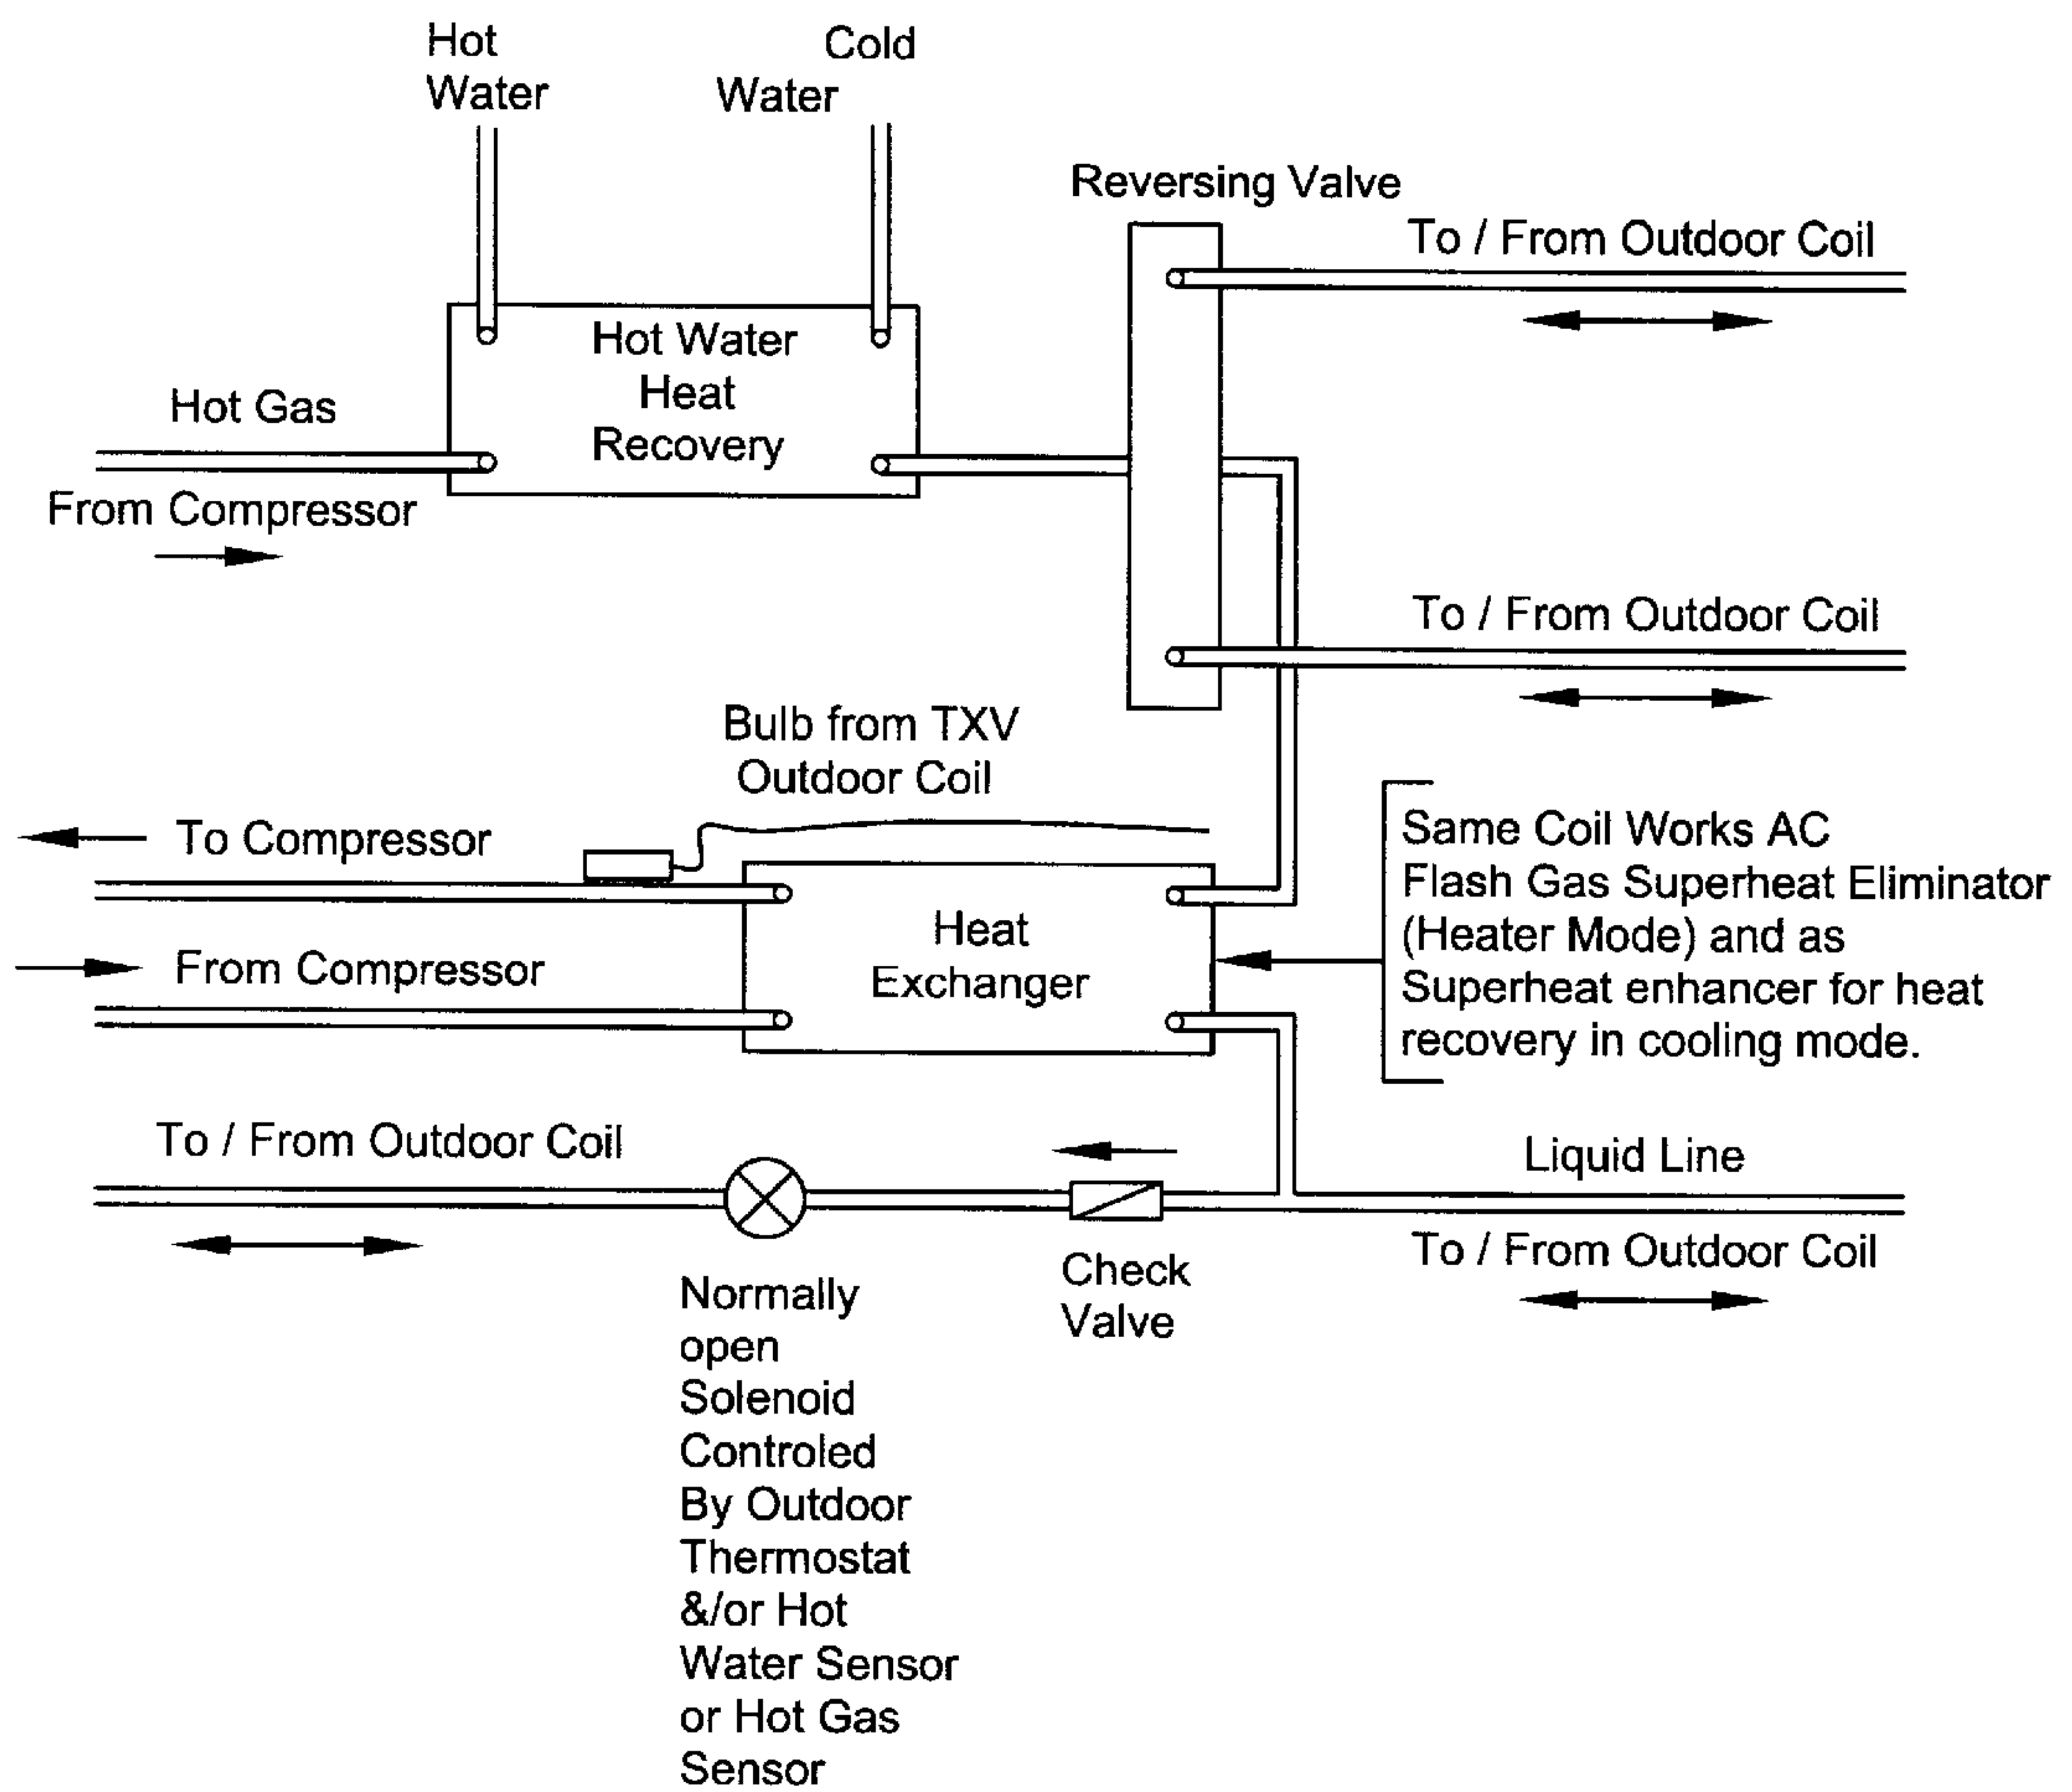 Hot
Water
Cold
Water
Reversing Valve
To / From Outdoor Coil
Hot Water
Heat
Recovery
Hot Gas
From Compressor
To / From Outdoor Coil
Bulb from TXV
Outdoor Coil
To Compressor
From Compressor
Heat
Exchanger
Same Coil Works AC
Flash Gas Superheat Eliminator
(Heater Mode) and as
Superheat enhancer for heat
recovery in cooling mode.
To / From Outdoor Coil
Liquid Line
To / From Outdoor Coil
Check
Valve
Normally
open
Solenoid
Controled
By Outdoor
Thermostat
&/or Hot
Water Sensor
or Hot Gas
Sensor